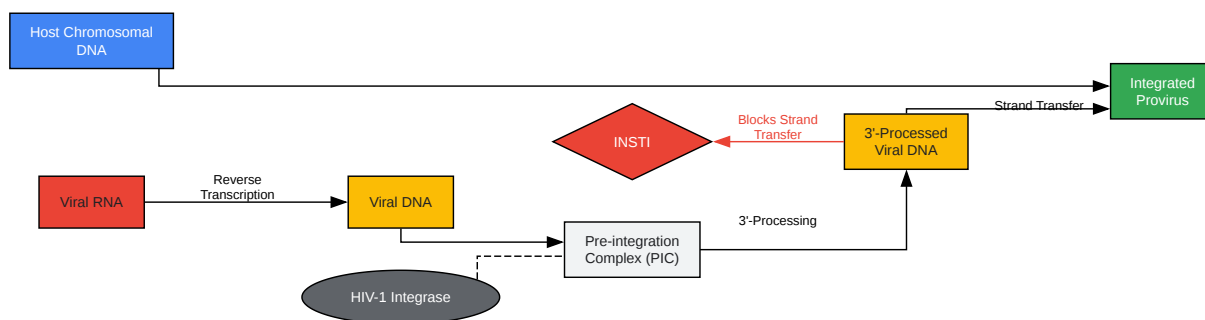 Host Chromosomal
DNA
Integrated
Provirus
Strand Transfer
Blocks Strand
Transfer
INSTI
3'-Processed
Viral DNA
Reverse
Transcription
Viral RNA
Viral DNA
3'-Processing
Pre-integration
Complex (PIC)
HIV-1 Integrase